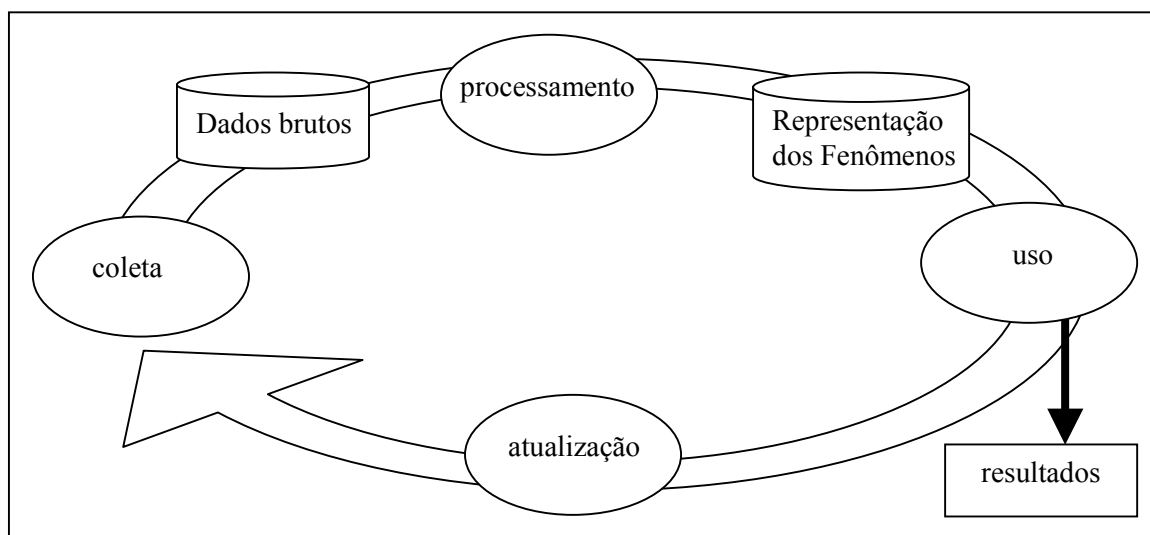 processamento
Dados brutos
Representação
dos Fenômenos
coleta
uso
atualização
resultados